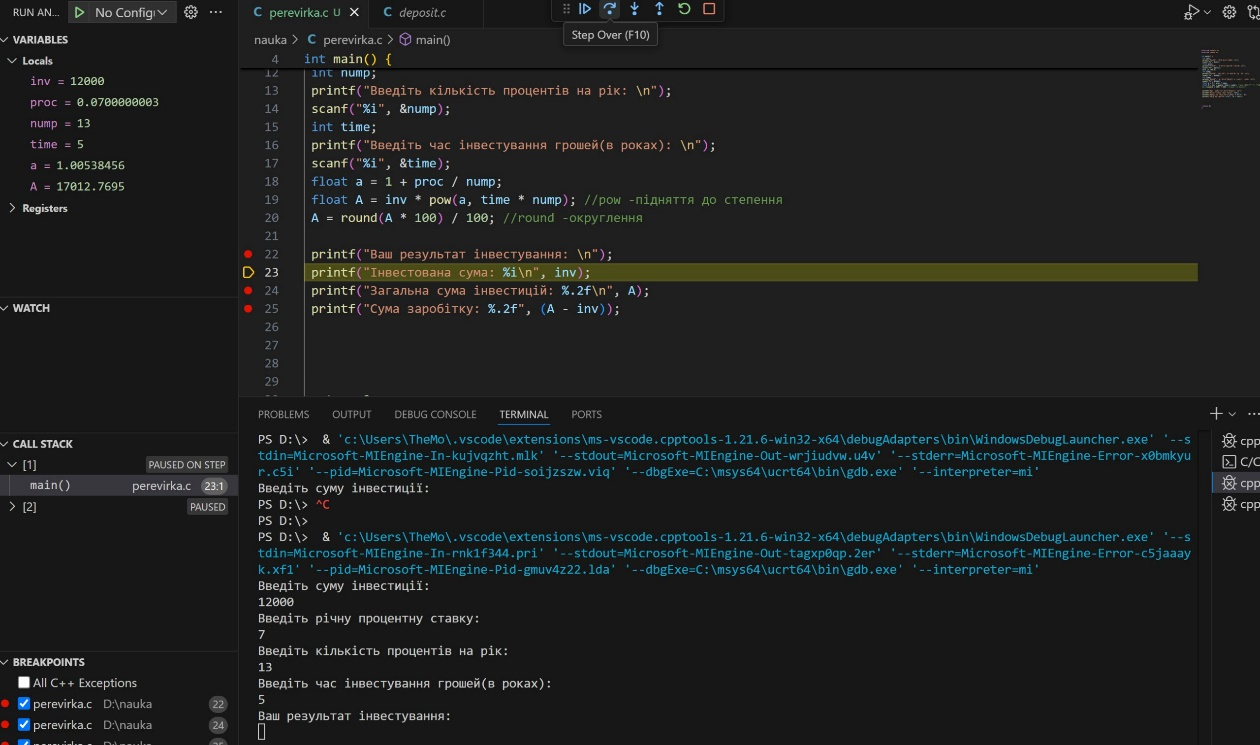 RUN AN... No Config
perevirka.c U deposit.c
Step Over (F10)
nauka > C perevirka.c > main()
VARIABLES
Locals
inv = 12000
proc = 0.0700000003
nump = 13
time = 5
a = 1.00538456
A = 17012.7695
Registers
WATCH
CALL STACK
[1] PAUSED ON STEP
main() perevirka.c 23:1
[2] PAUSED
BREAKPOINTS
All C++ Exceptions
perevirka.c D:\nauka 22
perevirka.c D:\nauka 24
4 int main() {
12 int nump;
13 printf("Введіть кількість процентів на рік: \n");
14 scanf("%i", &nump);
15 int time;
16 printf("Введіть час інвестування грошей(в роках): \n");
17 scanf("%i", &time);
18 float a = 1 + proc / nump;
19 float A = inv * pow(a, time * nump); //pow -підняття до степення
20 A = round(A * 100) / 100; //round -округлення
21
22 printf("Ваш результат інвестування: \n");
23 printf("Інвестована сума: %i\n", inv);
24 printf("Загальна сума інвестицій: %.2f\n", A);
25 printf("Сума заробітку: %.2f", (A - inv));
26
27
28
29
PROBLEMS OUTPUT DEBUG CONSOLE TERMINAL PORTS
PS D:\> & 'c:\Users\TheMo\.vscode\extensions\ms-vscode.cpptools-1.21.6-win32-x64\debugAdapters\bin\WindowsDebugLauncher.exe' '--s
tdin=Microsoft-MIEngine-In-kujvqzht.mlk' '--stdout=Microsoft-MIEngine-Out-wrjiudvw.u4v' '--stderr=Microsoft-MIEngine-Error-x0bmkyu
r.c5i' '--pid=Microsoft-MIEngine-Pid-soijzszw.viq' '--dbgExe=C:\msys64\ucrt64\bin\gdb.exe' '--interpreter=mi'
Введіть суму інвестиції:
PS D:\> ^C
PS D:\>
PS D:\> & 'c:\Users\TheMo\.vscode\extensions\ms-vscode.cpptools-1.21.6-win32-x64\debugAdapters\bin\WindowsDebugLauncher.exe' '--s
tdin=Microsoft-MIEngine-In-rnk1f344.pri' '--stdout=Microsoft-MIEngine-Out-tagxp0qp.2er' '--stderr=Microsoft-MIEngine-Error-c5jaaay
k.xf1' '--pid=Microsoft-MIEngine-Pid-gmuv4z22.lda' '--dbgExe=C:\msys64\ucrt64\bin\gdb.exe' '--interpreter=mi'
Введіть суму інвестиції:
12000
Введіть річну процентну ставку:
7
Введіть кількість процентів на рік:
13
Введіть час інвестування грошей(в роках):
5
Ваш результат інвестування:
cpp
C/C
cpp
cpp